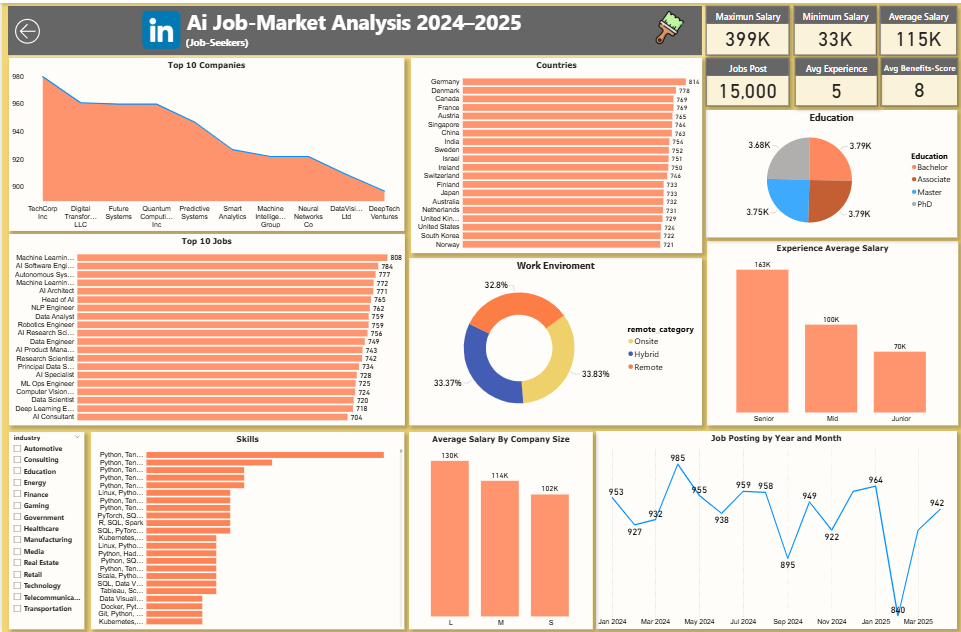 in
Ai Job-Market Analysis 2024–2025
(Job-Seekers)
Maximun Salary
399K
Minimum Salary
33K
Average Salary
115K
Jobs Post
15,000
Avg Experience
5
Avg Benefits-Score
8
Top 10 Companies
980
960
940
920
900
TechCorp Inc
Digital Transfor... LLC
Future Systems
Quantum Computi... Inc
Predictive Systems
Smart Analytics
Machine Intellige... Group
Neural Networks Co
DataVisi... Ltd
DeepTech Ventures
Countries
Germany 814
Denmark 778
Canada 769
France 769
Austria 765
Singapore 764
China 763
India 754
Sweden 752
Israel 751
Ireland 750
Switzerland 746
Finland 733
Japan 733
Australia 732
Netherlands 731
United Kin... 729
United States 724
South Korea 722
Norway 721
Education
3.68K
3.79K
3.75K
3.79K
Education
Bachelor
Associate
Master
PhD
Top 10 Jobs
Machine Learnin... 808
AI Software Engi... 784
Autonomous Sys... 777
Machine Learnin... 772
AI Architect 771
Head of AI 765
NLP Engineer 762
Data Analyst 759
Robotics Engineer 759
AI Research Sci... 756
Data Engineer 749
AI Product Mana... 743
Research Scientist 742
Principal Data S... 734
AI Specialist 728
ML Ops Engineer 725
Computer Vision... 724
Data Scientist 720
Deep Learning E... 718
AI Consultant 704
Work Enviroment
32.8%
33.37%
33.83%
remote_category
Onsite
Hybrid
Remote
Experience Average Salary
163K
100K
70K
Senior
Mid
Junior
industry
Automotive
Consulting
Education
Energy
Finance
Gaming
Government
Healthcare
Manufacturing
Media
Real Estate
Retail
Technology
Telecommunica...
Transportation
Skills
Python, Ten...
Python, Ten...
Python, Ten...
Python, Ten...
Python, Ten...
Linux, Pytho...
Python, Ten...
Python, Ten...
PyTorch, SQ...
R, SQL, Spark
SQL, PyTorc...
Kubernetes,...
Linux, Pytho...
Python, Had...
Python, SQ...
Python, Ten...
Scala, Pytho...
SQL, Data V...
Tableau, Sc...
Data Visuali...
Docker, Pyt...
Git, Python, ...
Kubernetes,...
Average Salary By Company Size
130K
114K
102K
L
M
S
Job Posting by Year and Month
953
927
932
985
955
938
959
958
895
949
922
964
840
942
Jan 2024
Mar 2024
May 2024
Jul 2024
Sep 2024
Nov 2024
Jan 2025
Mar 2025